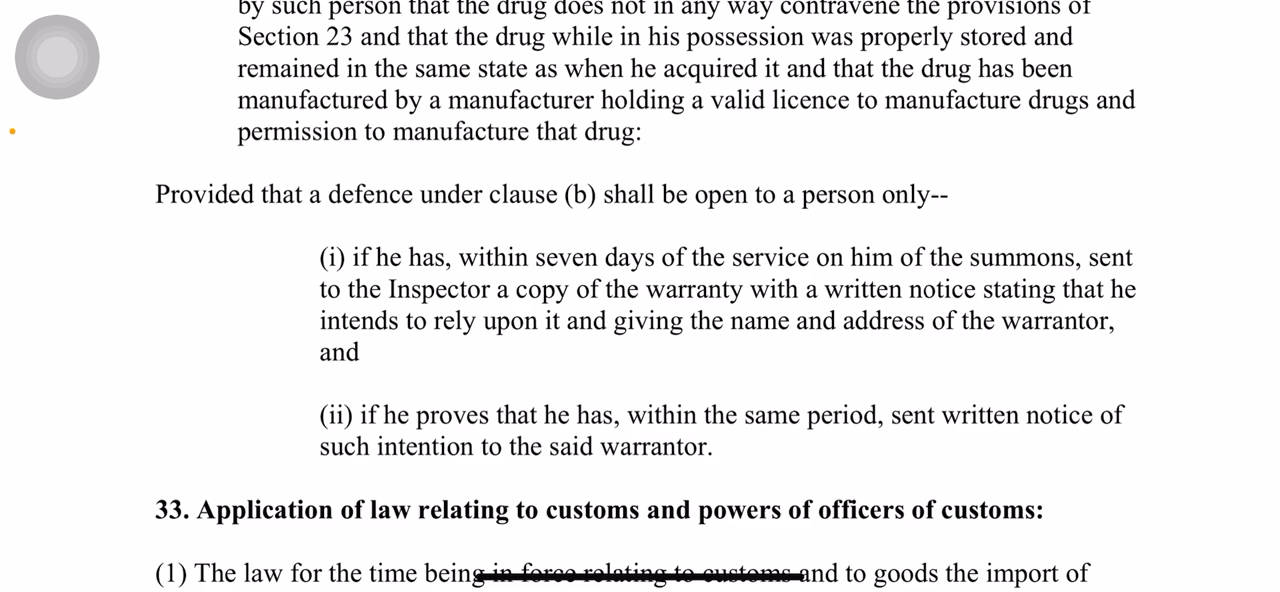 by such person that the drug does not in any way contravene the provisions of
Section 23 and that the drug while in his possession was properly stored and
remained in the same state as when he acquired it and that the drug has been
manufactured by a manufacturer holding a valid licence to manufacture drugs and
permission to manufacture that drug:
Provided that a defence under clause (b) shall be open to a person only--
(i) if he has, within seven days of the service on him of the summons, sent
to the Inspector a copy of the warranty with a written notice stating that he
intends to rely upon it and giving the name and address of the warrantor,
and
(ii) if he proves that he has, within the same period, sent written notice of
such intention to the said warrantor.
33. Application of law relating to customs and powers of officers of customs:
(1) The law for the time being in force relating to customs and to goods the import of